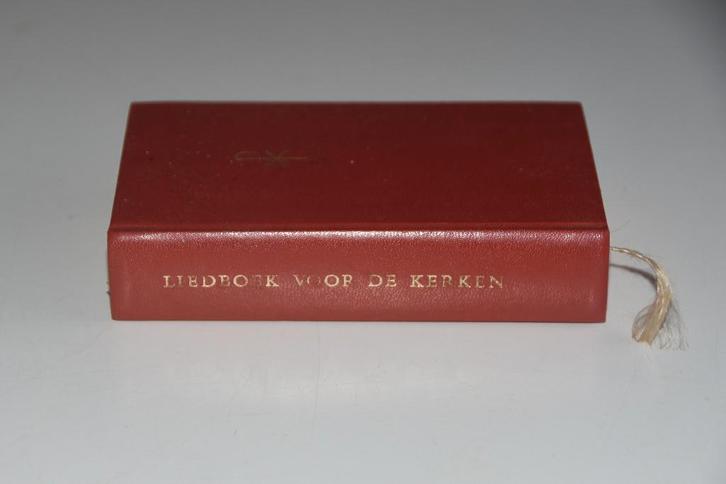 LIEDBOEK VOOR DE KERKEN